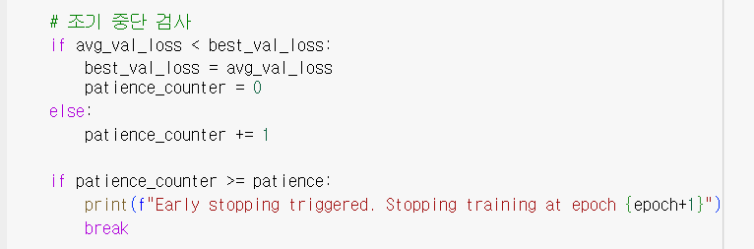 # 조기 중단 검사
if avg_val_loss < best_val_loss:
    best_val_loss = avg_val_loss
    patience_counter = 0
else:
    patience_counter += 1

if patience_counter >= patience:
    print(f"Early stopping triggered. Stopping training at epoch {epoch+1}")
    break